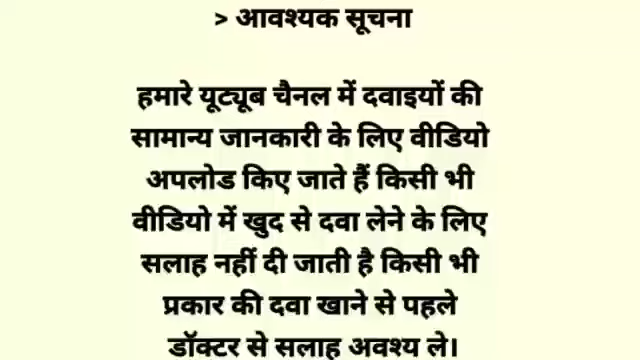 > आवश्यक सूचना
हमारे यूट्यूब चैनल में दवाइयों की
सामान्य जानकारी के लिए वीडियो
अपलोड किए जाते हैं किसी भी
वीडियो में खुद से दवा लेने के लिए
सलाह नहीं दी जाती है किसी भी
प्रकार की दवा खाने से पहले
डॉक्टर से सलाह अवश्य ले।